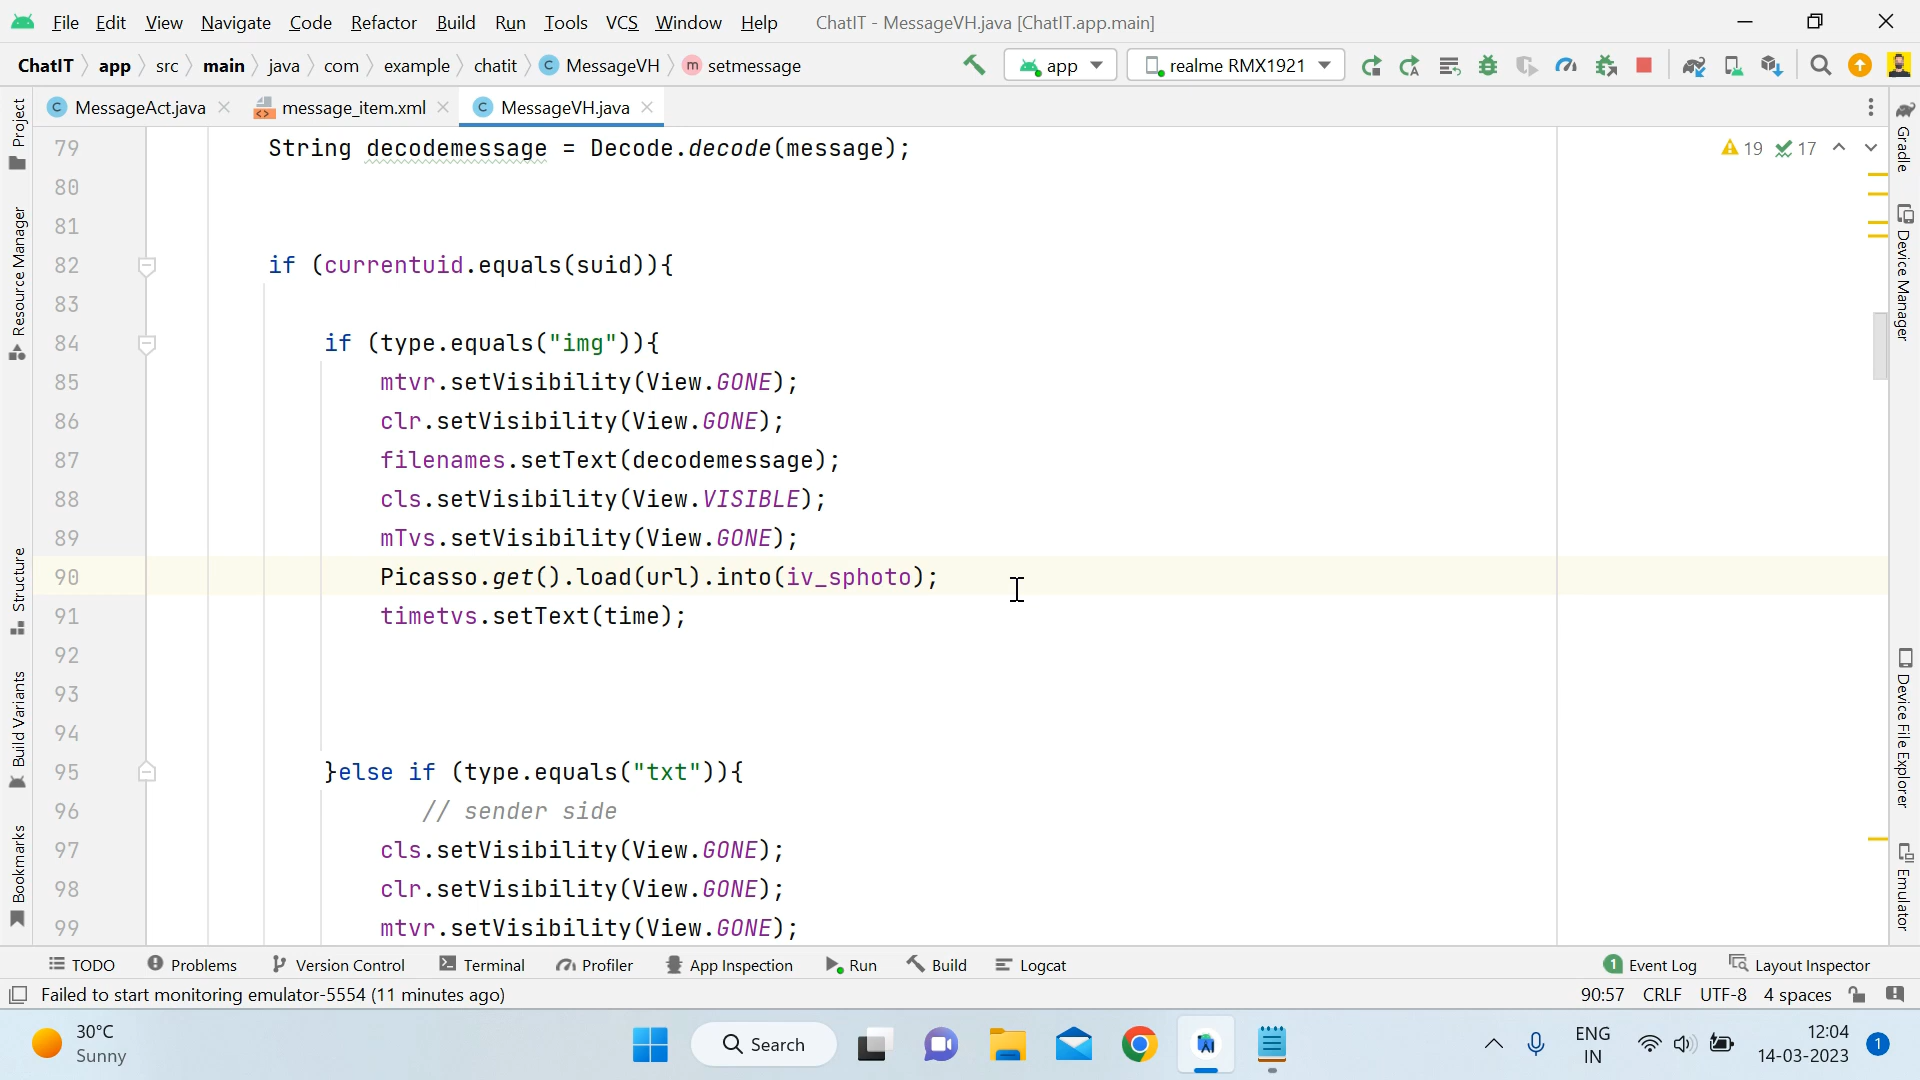 File Edit View Navigate Code Refactor Build Run Tools VCS Window Help ChatIT - MessageVH.java [ChatIT.app.main]
ChatIT app src main java com example chatit C MessageVH m setmessage app realme RMX1921
C MessageAct.java message_item.xml C MessageVH.java
79 String decodemessage = Decode.decode(message);
19 17
80
81
82 if (currentuid.equals(suid)){
83
84 if (type.equals("img")){
85 mtvr.setVisibility(View.GONE);
86 clr.setVisibility(View.GONE);
87 filenames.setText(decodemessage);
88 cls.setVisibility(View.VISIBLE);
89 mTvs.setVisibility(View.GONE);
90 Picasso.get().load(url).into(iv_sphoto);
91 timetvs.setText(time);
92
93
94
95 }else if (type.equals("txt")){
96 // sender side
97 cls.setVisibility(View.GONE);
98 clr.setVisibility(View.GONE);
99 mtvr.setVisibility(View.GONE);
Project
Resource Manager
Structure
Build Variants
Bookmarks
Gradle
Device Manager
Device File Explorer
Emulator
TODO Problems Version Control Terminal Profiler App Inspection Run Build Logcat 1 Event Log Layout Inspector
Failed to start monitoring emulator-5554 (11 minutes ago) 90:57 CRLF UTF-8 4 spaces
30°C
Sunny
Search
ENG
IN
12:04
14-03-2023
1